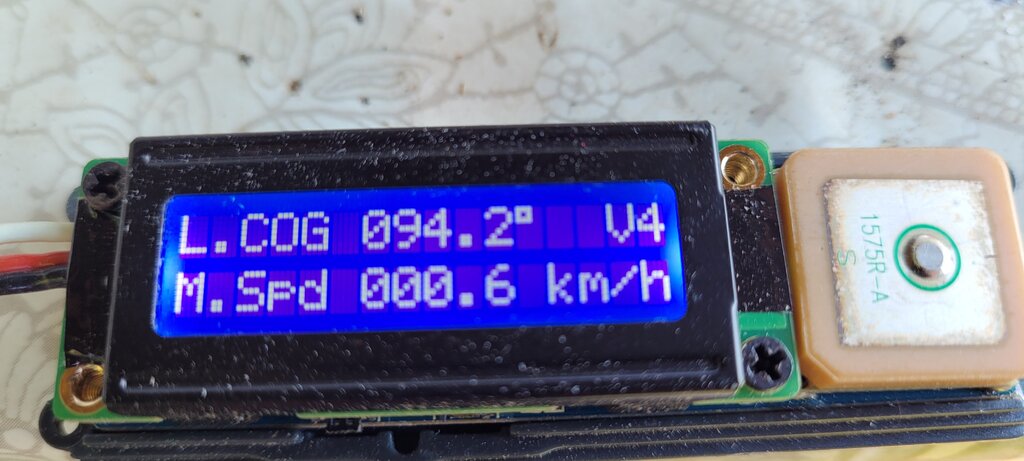 L.COG 094.2° V4
M.Spd 000.6 km/h
1575R-A
S